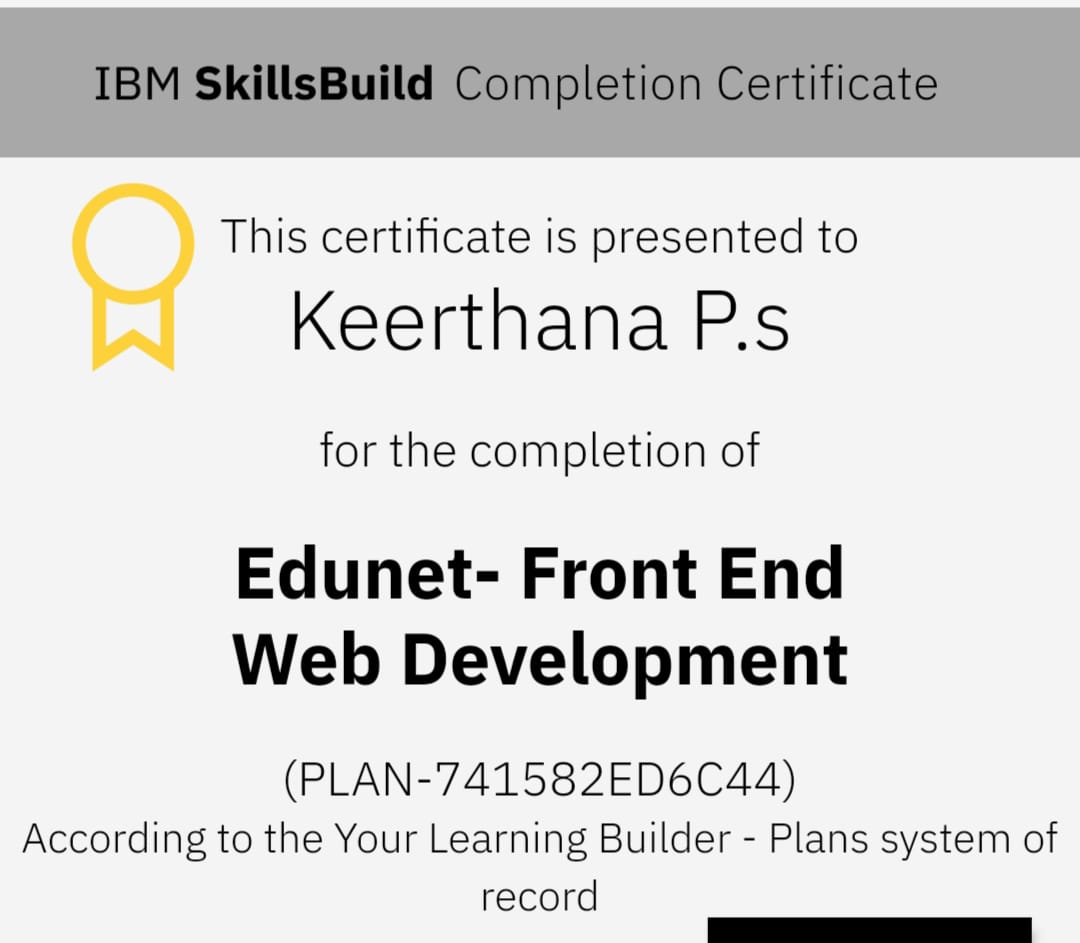 IBM SkillsBuild Completion Certificate
This certificate is presented to
Keerthana P.s
for the completion of
Edunet- Front End
Web Development
(PLAN-741582ED6C44)
According to the Your Learning Builder - Plans system of
record